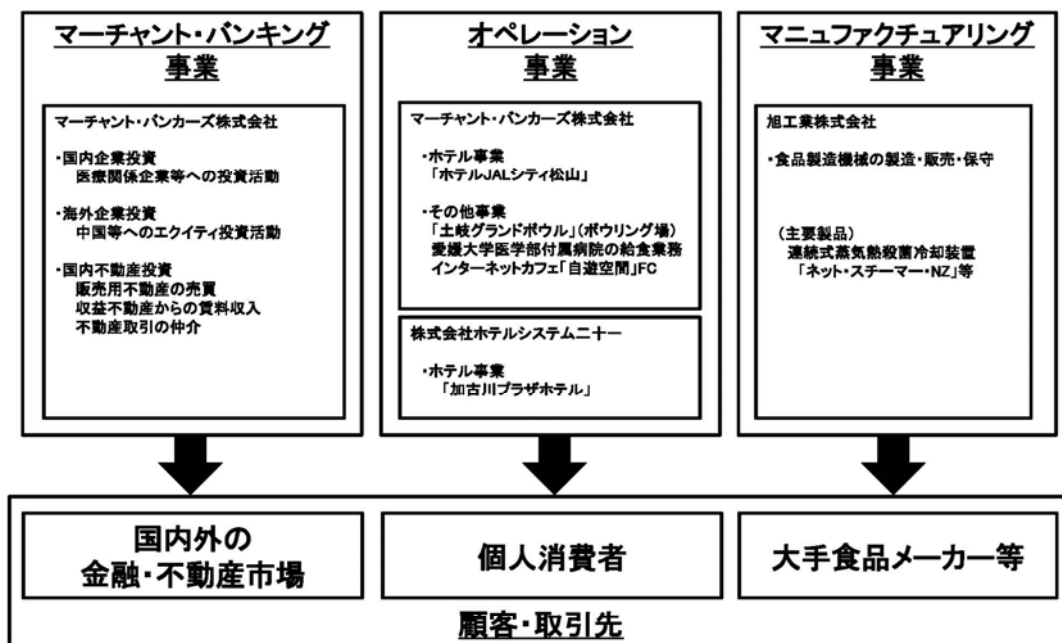 マーチャント・バンキング
事業
マーチャント・バンカーズ株式会社
・国内企業投資
医療関係企業等への投資活動
・海外企業投資
中国等へのエクイティ投資活動
・国内不動産投資
販売用不動産の売買
収益不動産からの賃料収入
不動産取引の仲介
オペレーション
事業
マーチャント・バンカーズ株式会社
・ホテル事業
「ホテルJALシティ松山」
・その他事業
「土岐グランドボウル」(ボウリング場)
愛媛大学医学部付属病院の給食業務
インターネットカフェ「自遊空間」FC
株式会社ホテルシステム二十一
・ホテル事業
「加古川プラザホテル」
マニュファクチュアリング
事業
旭工業株式会社
・食品製造機械の製造・販売・保守
(主要製品)
連続式蒸気熱殺菌冷却装置
「ネット・スチーマー・NZ」等
国内外の
金融・不動産市場
個人消費者
大手食品メーカー等
顧客・取引先